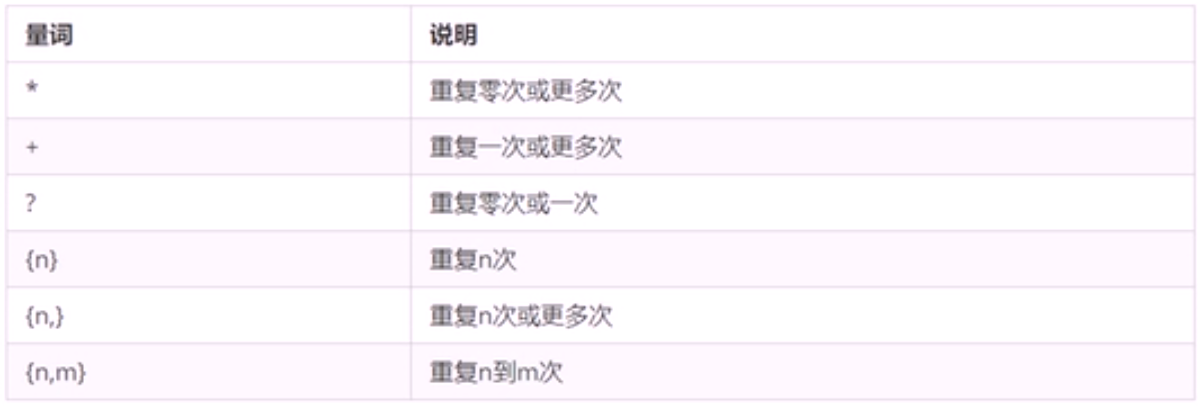 量词 说明
* 重复零次或更多次
+ 重复一次或更多次
? 重复零次或一次
{n} 重复n次
{n,} 重复n次或更多次
{n,m} 重复n到m次